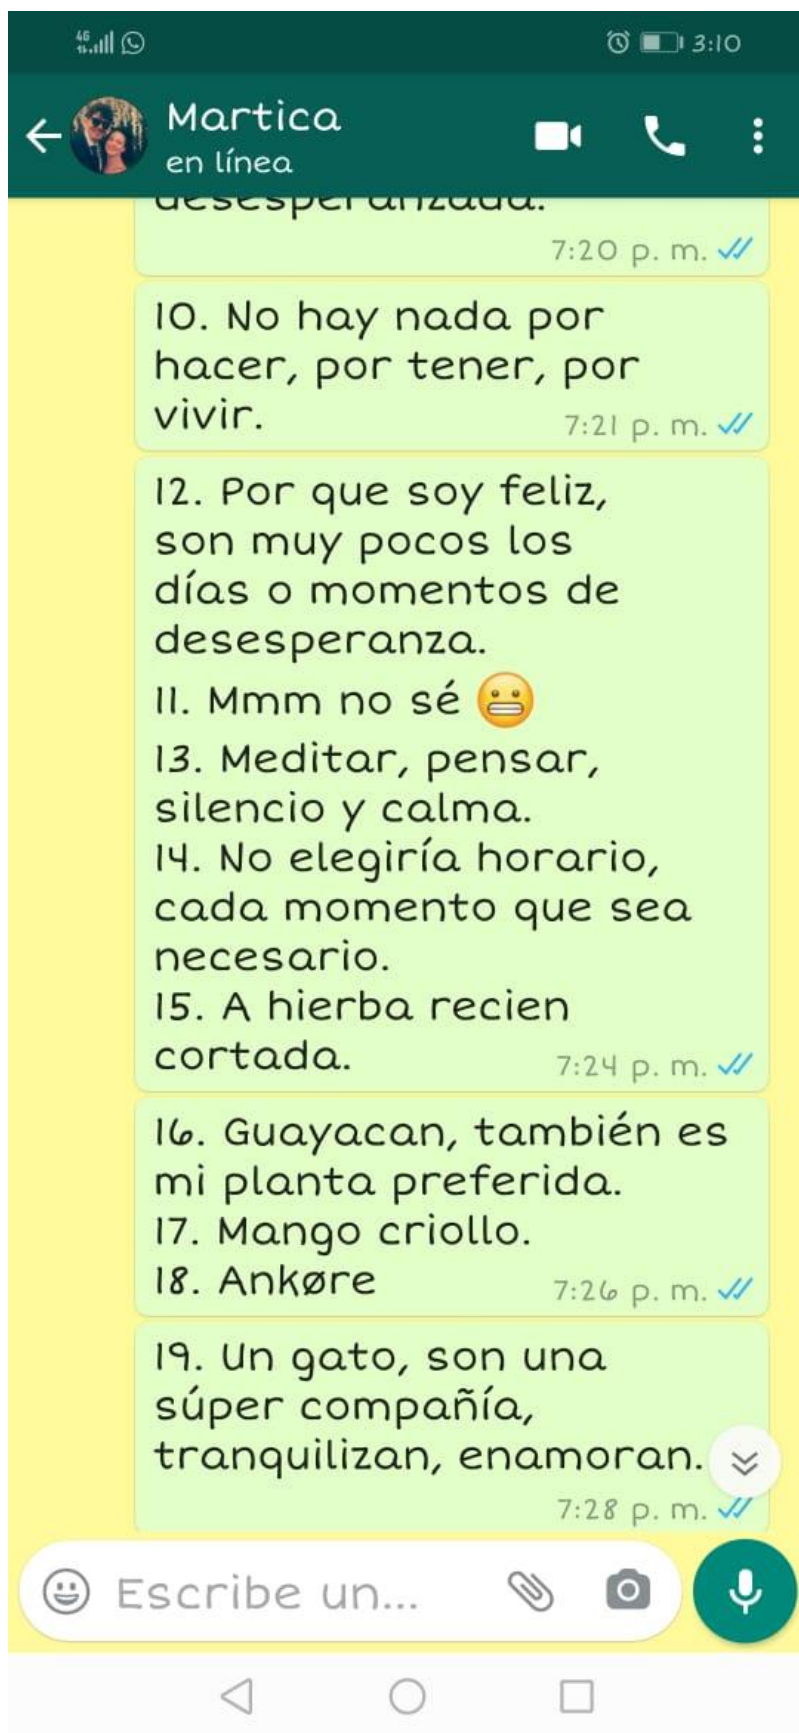 4G
3:10
Martica
en línea
desesperanzada.
7:20 p. m.
10. No hay nada por
hacer, por tener, por
vivir.
7:21 p. m.
12. Por que soy feliz,
son muy pocos los
días o momentos de
desesperanza.
11. Mmm no sé 😬
13. Meditar, pensar,
silencio y calma.
14. No elegiría horario,
cada momento que sea
necesario.
15. A hierba recien
cortada.
7:24 p. m.
16. Guayacan, también es
mi planta preferida.
17. Mango criollo.
18. Ankøre
7:26 p. m.
19. Un gato, son una
súper compañía,
tranquilizan, enamoran.
7:28 p. m.
Escribe un...